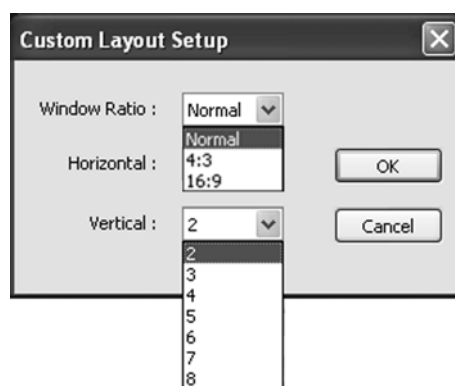 Custom Layout Setup
Window Ratio : Normal
Normal
Horizontal : 4:3 OK
16:9
Vertical : 2 Cancel
2
3
4
5
6
7
8